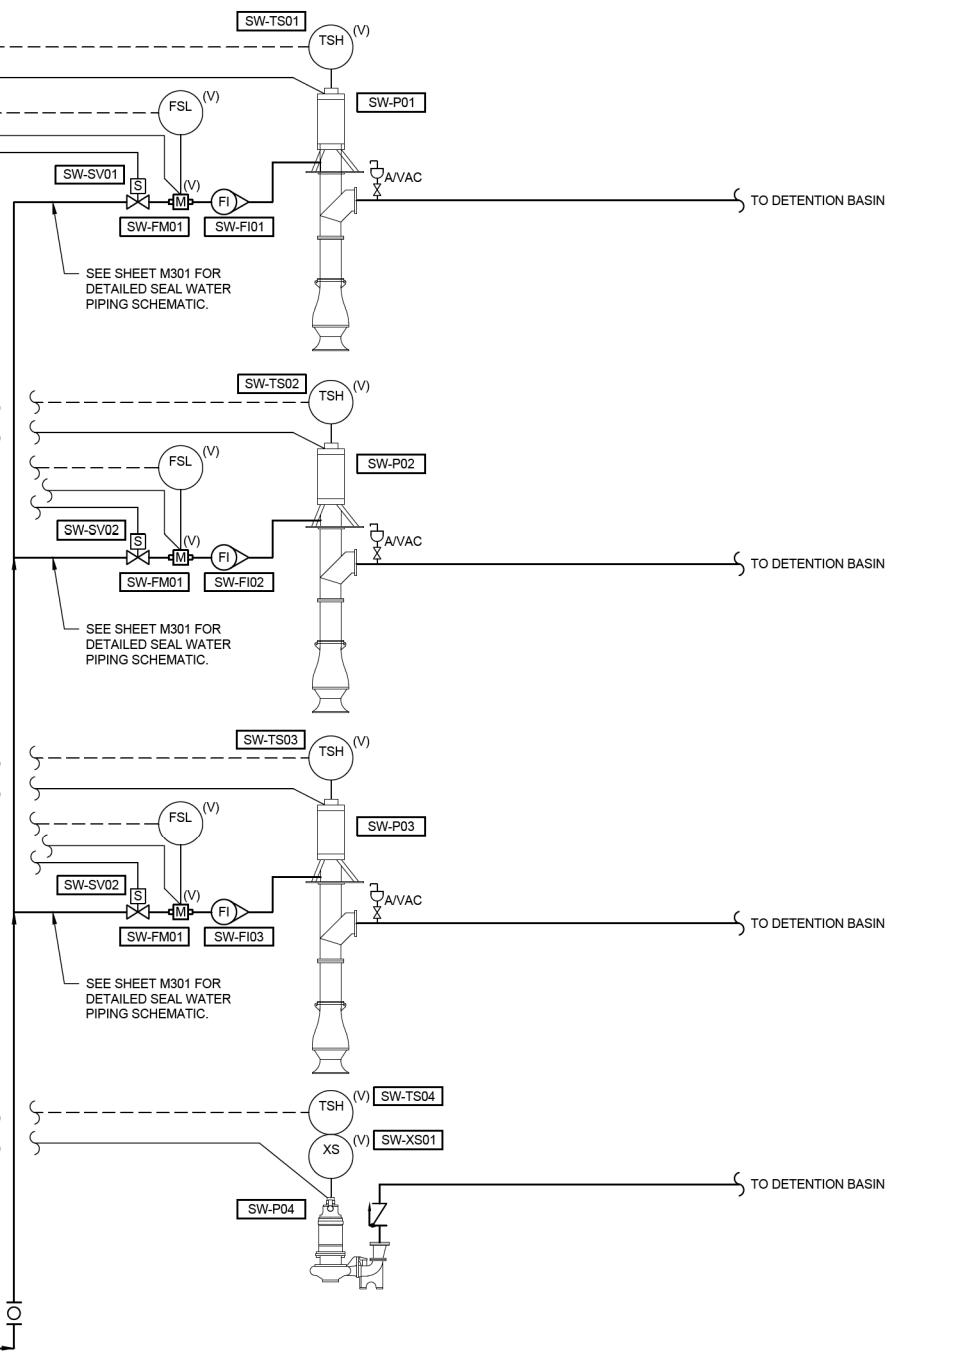 SW-TS01
TSH
(V)
SW-P01
FSL
(V)
SW-SV01
S
(V)
M
FI
A/VAC
TO DETENTION BASIN
SW-FM01
SW-FI01
SEE SHEET M301 FOR
DETAILED SEAL WATER
PIPING SCHEMATIC.
SW-TS02
TSH
(V)
SW-P02
FSL
(V)
SW-SV02
S
(V)
M
FI
A/VAC
TO DETENTION BASIN
SW-FM01
SW-FI02
SEE SHEET M301 FOR
DETAILED SEAL WATER
PIPING SCHEMATIC.
SW-TS03
TSH
(V)
SW-P03
FSL
(V)
SW-SV02
S
(V)
M
FI
A/VAC
TO DETENTION BASIN
SW-FM01
SW-FI03
SEE SHEET M301 FOR
DETAILED SEAL WATER
PIPING SCHEMATIC.
TSH
(V)
SW-TS04
XS
(V)
SW-XS01
SW-P04
TO DETENTION BASIN